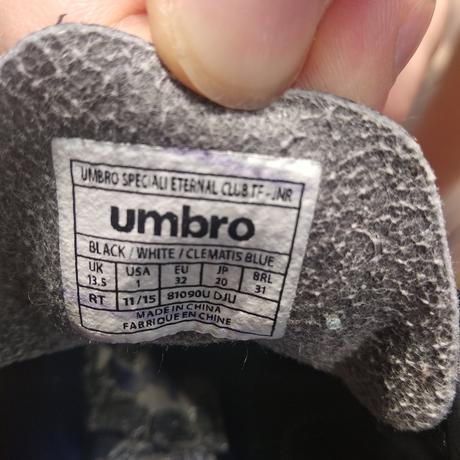 UMBRO SPECIALI ETERNAL CLUB TF - JNR
umbro
BLACK / WHITE / CLEMATIS BLUE
UK USA EU JP BRL
13.5 1 32 20 31
RT 11/15 81090U DJU
MADE IN CHINA
FABRIQUE EN CHINE